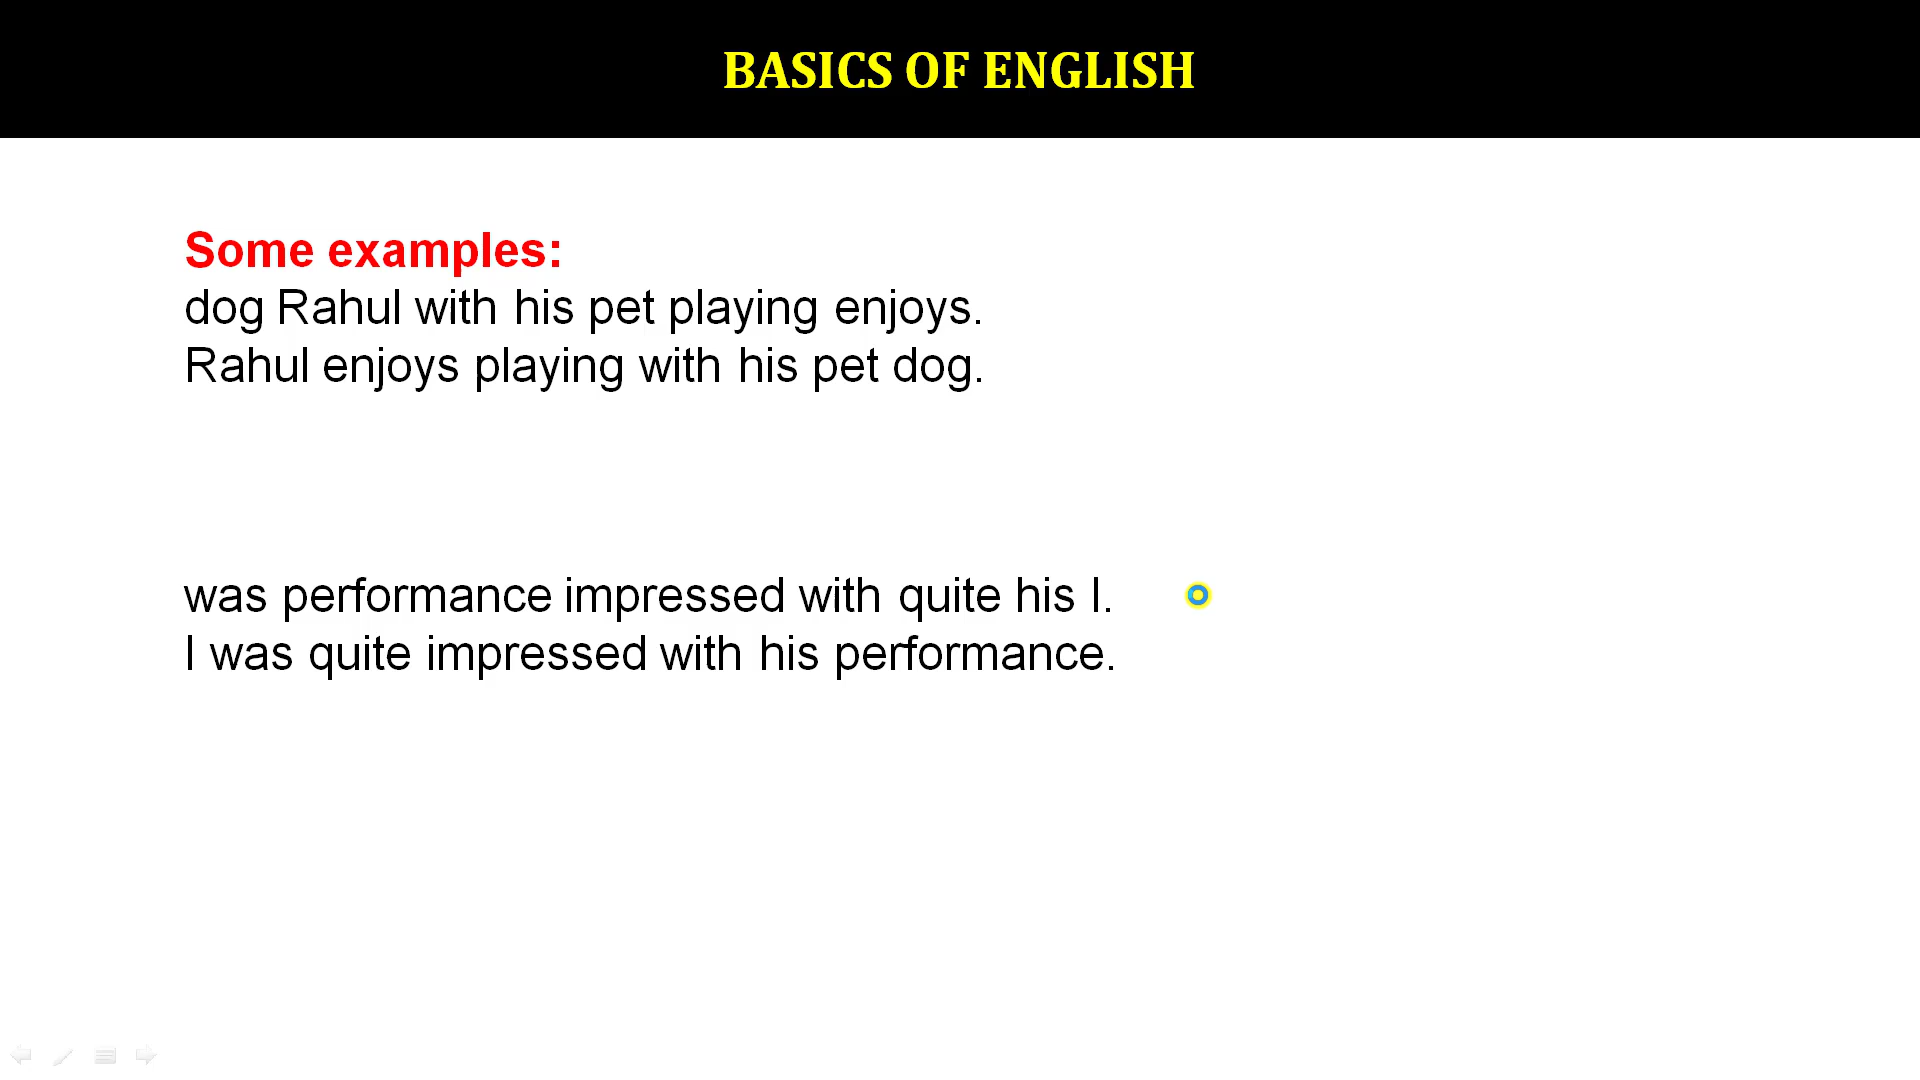 BASICS OF ENGLISH
Some examples:
dog Rahul with his pet playing enjoys.
Rahul enjoys playing with his pet dog.
was performance impressed with quite his I.
I was quite impressed with his performance.